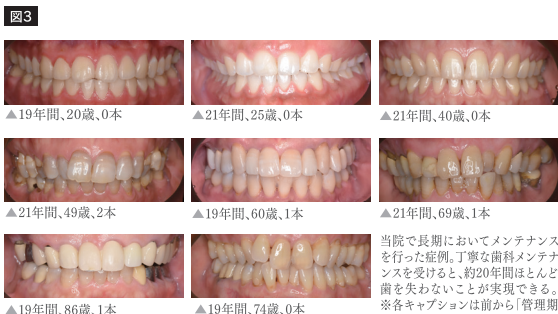 図3
▲19年間、20歳、0本
▲21年間、25歳、0本
▲21年間、40歳、0本
▲21年間、49歳、2本
▲19年間、60歳、1本
▲21年間、69歳、1本
▲19年間、86歳、1本
▲19年間、74歳、0本
当院で長期においてメンテナンス
を行った症例。丁寧な歯科メンテナ
ンスを受けると、約20年間ほとんど
歯を失わないことが実現できる。
※各キャプションは前から「管理期